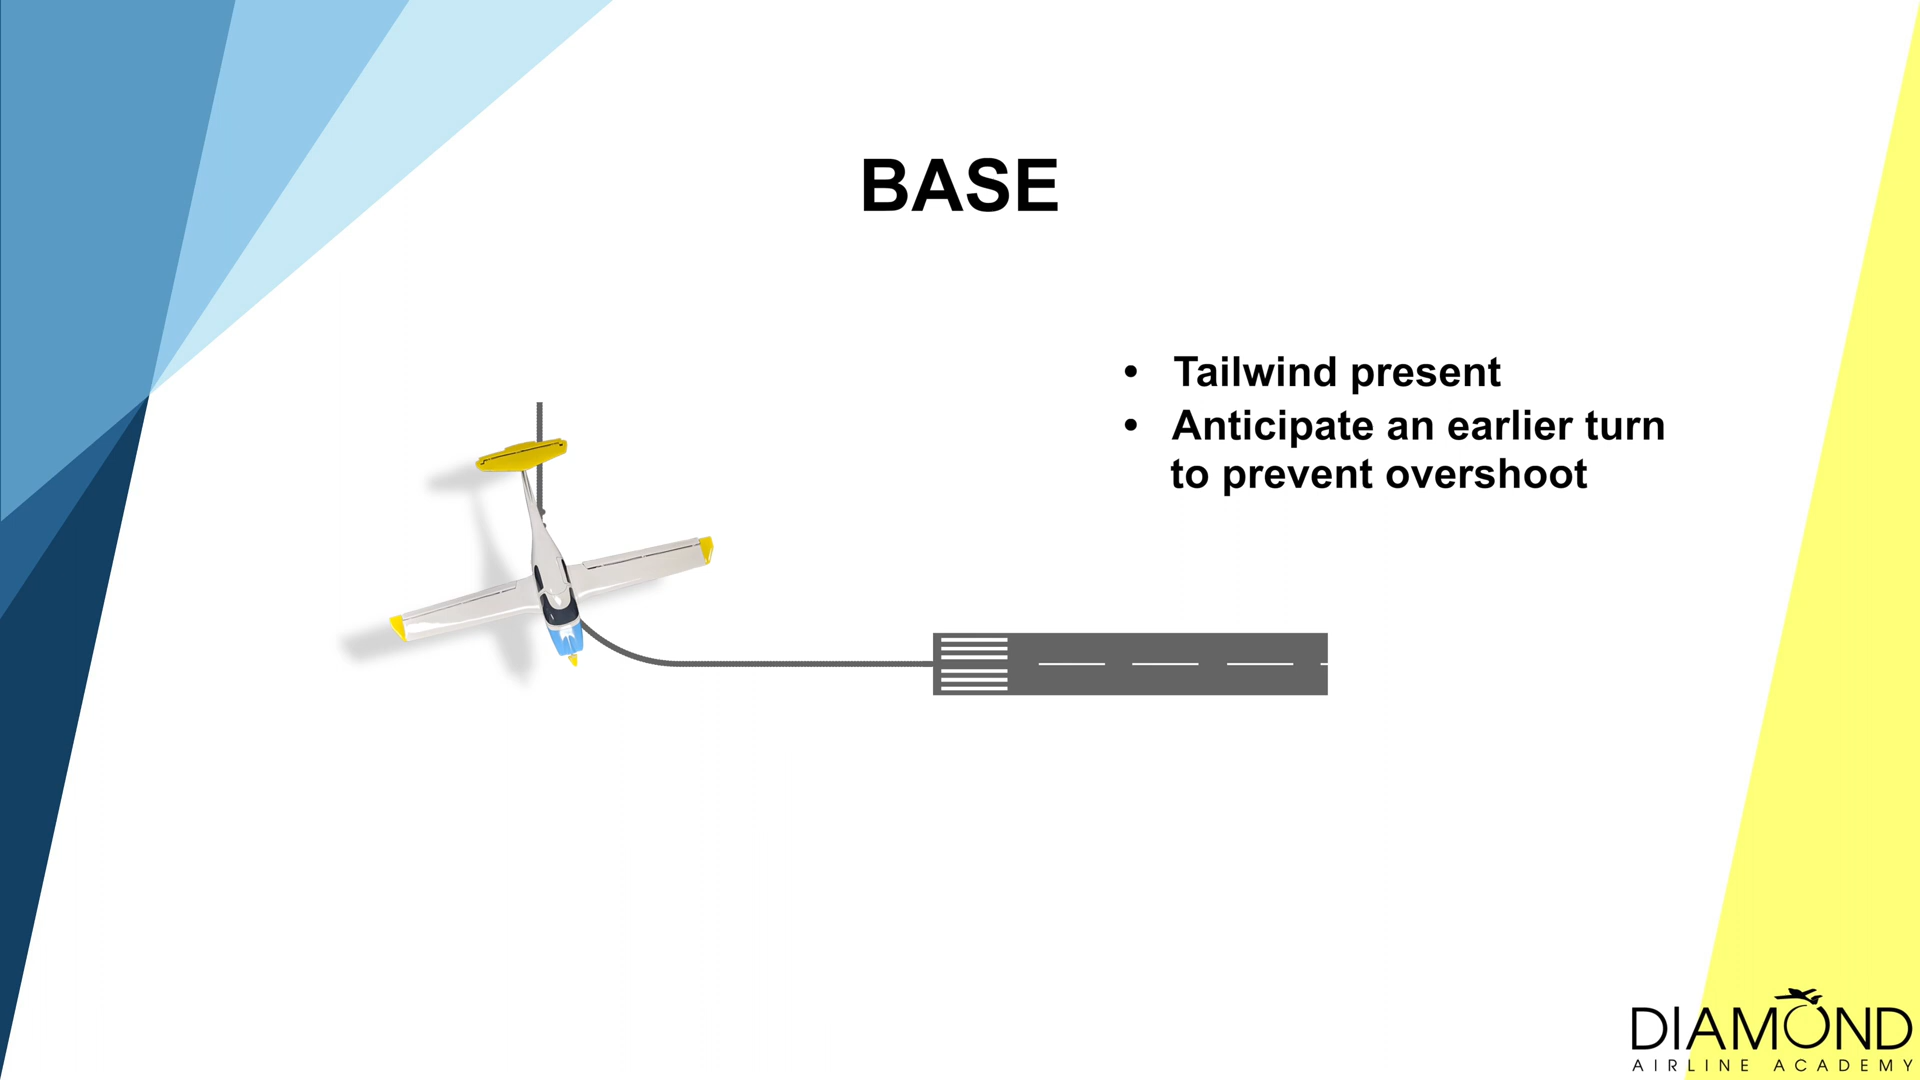 BASE
• Tailwind present
• Anticipate an earlier turn
to prevent overshoot
DIAMOND
AIRLINE ACADEMY